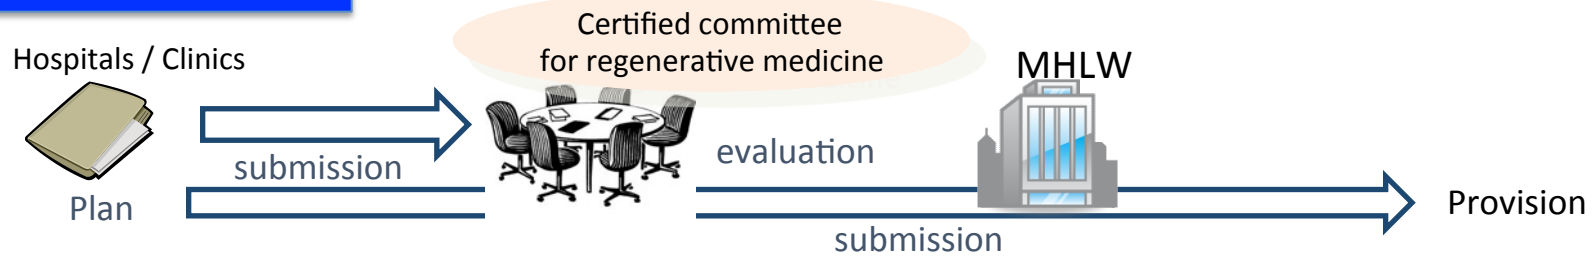 Certified committee
for regenerative medicine
Hospitals / Clinics
MHLW
submission
evaluation
Plan
Provision
submission